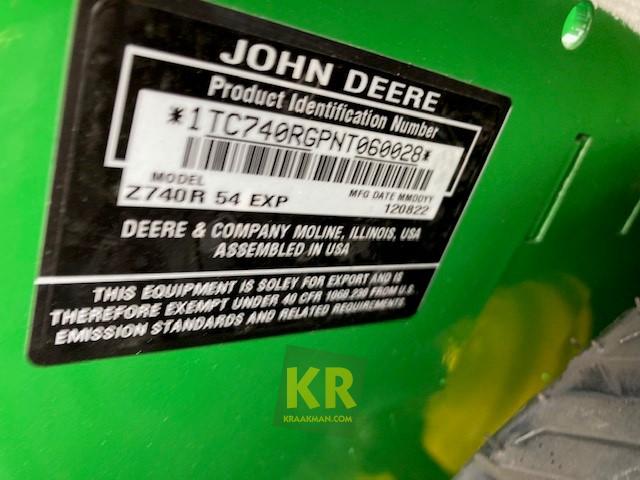 JOHN DEERE
Product Identification Number
*1TC740RGPNT060028*
MODEL
MFG DATE MMDDYY
Z740R 54 EXP
120822
DEERE & COMPANY MOLINE, ILLINOIS, USA
ASSEMBLED IN USA
THIS EQUIPMENT IS SOLEY FOR EXPORT AND IS
THEREFORE EXEMPT UNDER 40 CFR 1068.230 FROM U.S.
EMISSION STANDARDS AND RELATED REQUIREMENTS.
KR
KRAAKMAN.COM